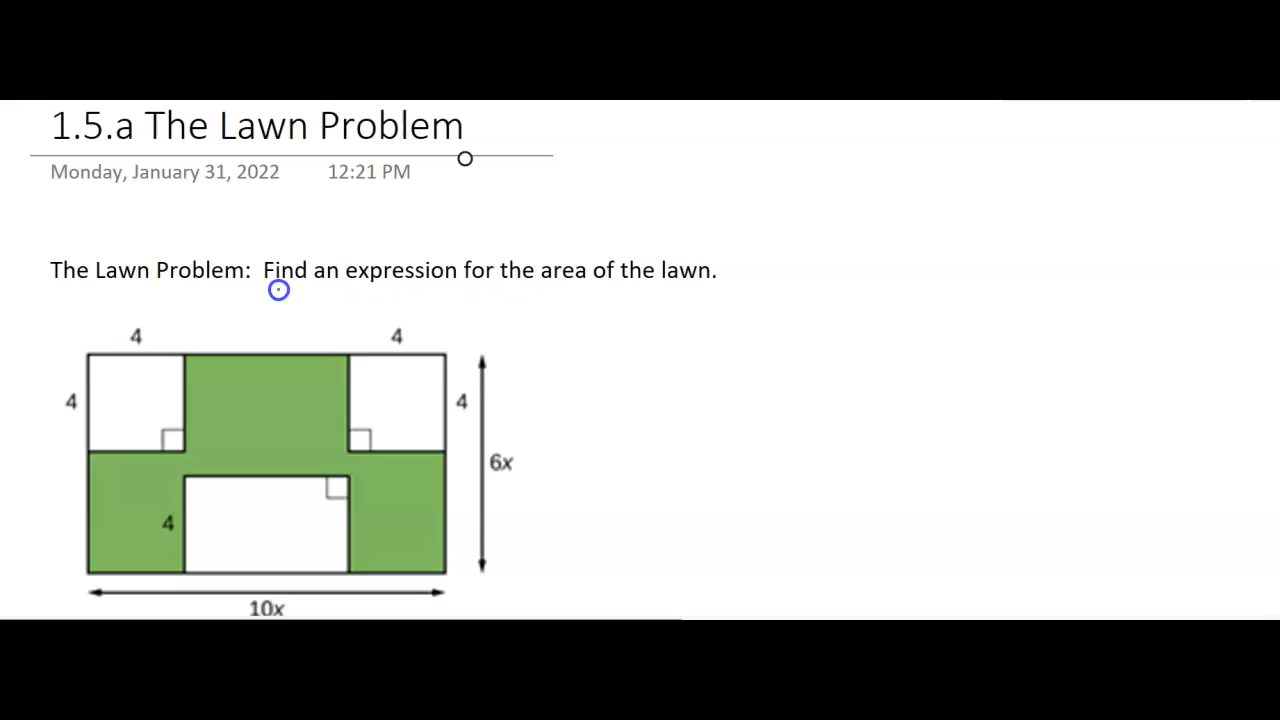 1.5.a The Lawn Problem
Monday, January 31, 2022 12:21 PM
The Lawn Problem: Find an expression for the area of the lawn.
4 4
4 4
6x
4
10x